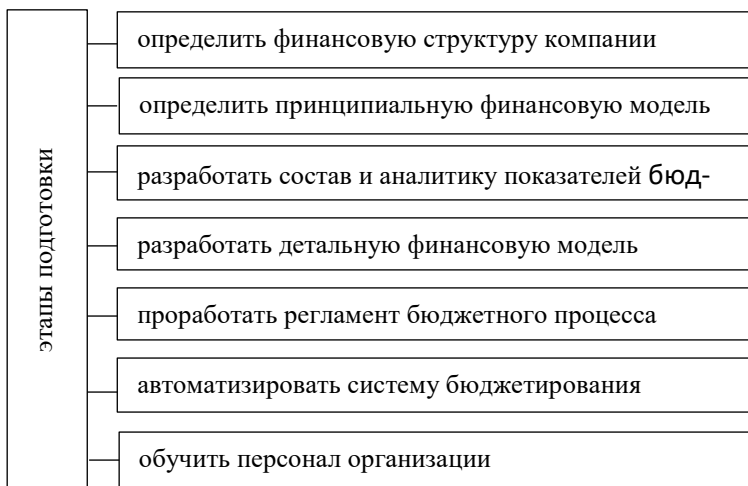 этапы подготовки
определить финансовую структуру компании
определить принципиальную финансовую модель
разработать состав и аналитику показателей бюд-
разработать детальную финансовую модель
проработать регламент бюджетного процесса
автоматизировать систему бюджетирования
обучить персонал организации